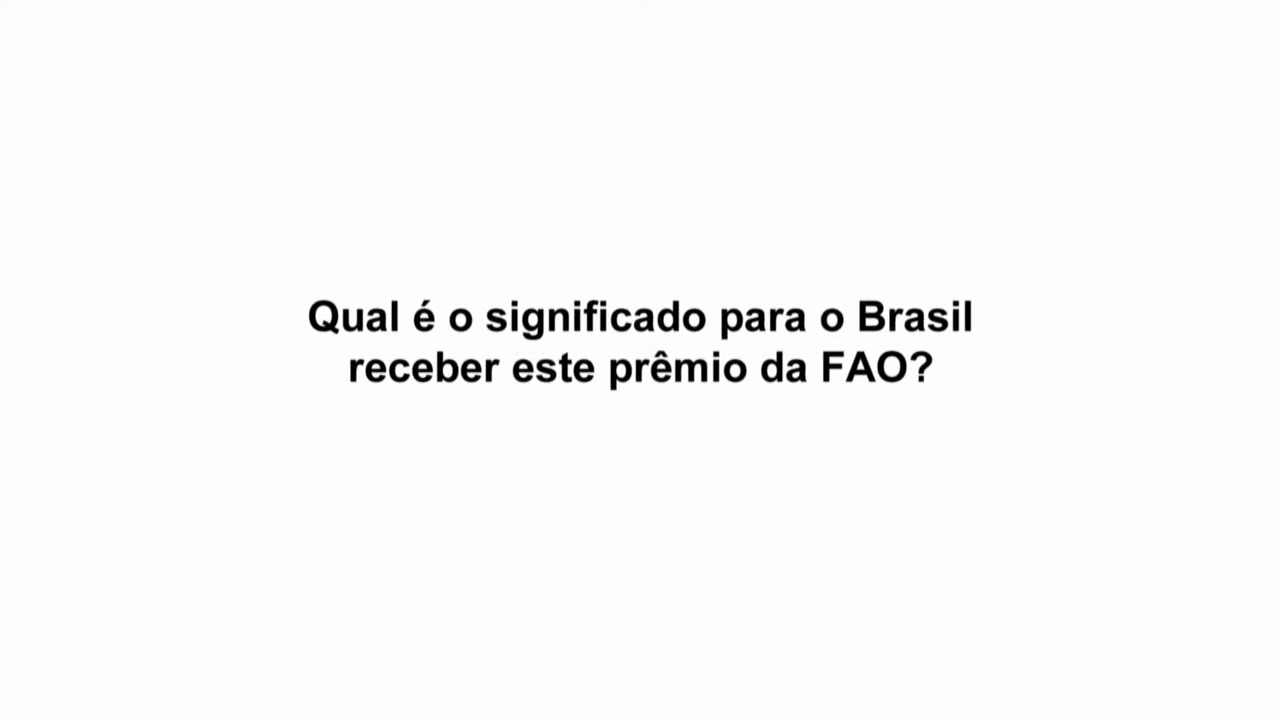 Qual é o significado para o Brasil
receber este prêmio da FAO?